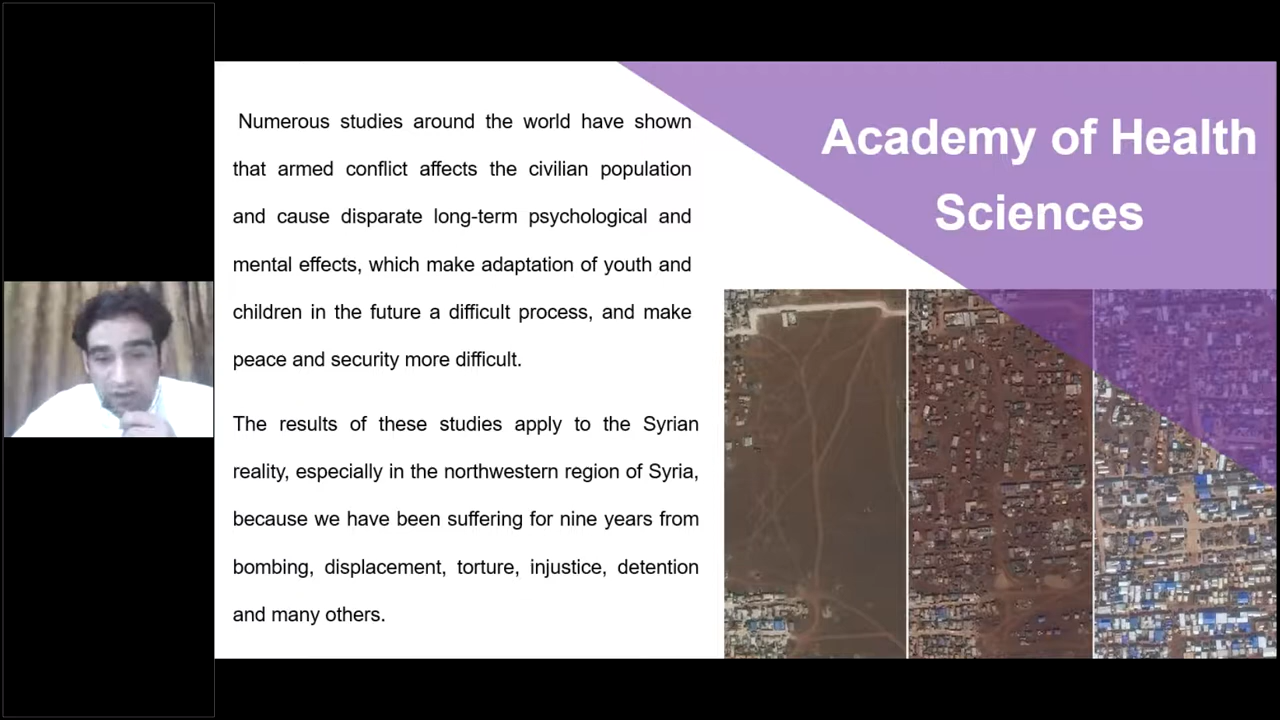 Academy of Health
Sciences
Numerous studies around the world have shown
that armed conflict affects the civilian population
and cause disparate long-term psychological and
mental effects, which make adaptation of youth and
children in the future a difficult process, and make
peace and security more difficult.
The results of these studies apply to the Syrian
reality, especially in the northwestern region of Syria,
because we have been suffering for nine years from
bombing, displacement, torture, injustice, detention
and many others.